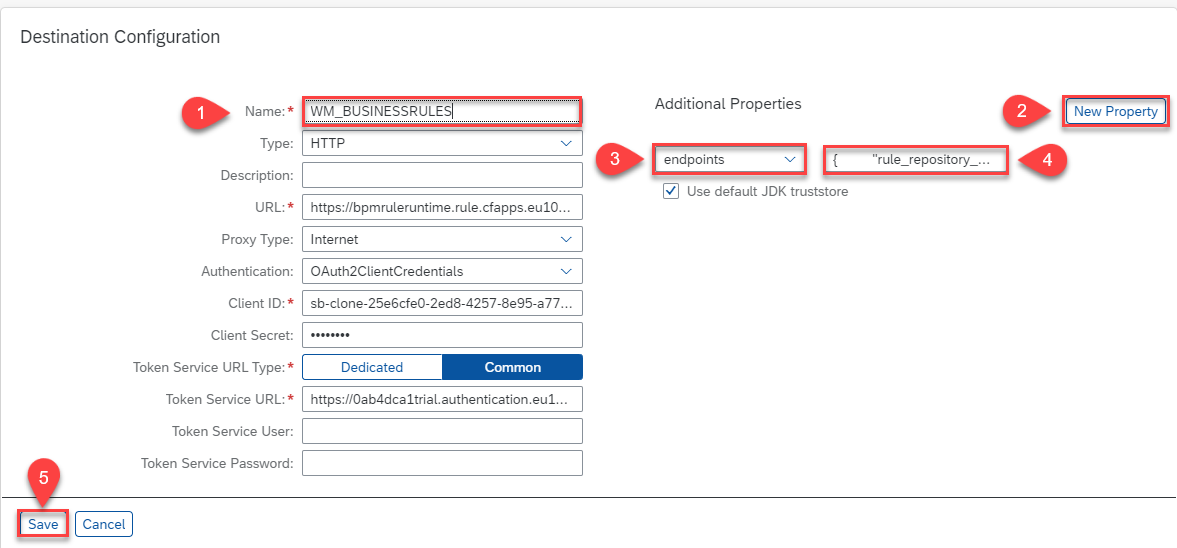 Destination Configuration
1
Name:* WM_BUSINESSRULES
Type: HTTP
Description:
URL:* https://bpmruleruntime.rule.cfapps.eu10...
Proxy Type: Internet
Authentication: OAuth2ClientCredentials
Client ID:* sb-clone-25e6cfe0-2ed8-4257-8e95-a77...
Client Secret: ••••••••
Token Service URL Type:* Dedicated Common
Token Service URL:* https://0ab4dca1trial.authentication.eu1...
Token Service User:
Token Service Password:
Additional Properties
2
New Property
3
endpoints
{ "rule_repository_...
4
Use default JDK truststore
5
Save
Cancel